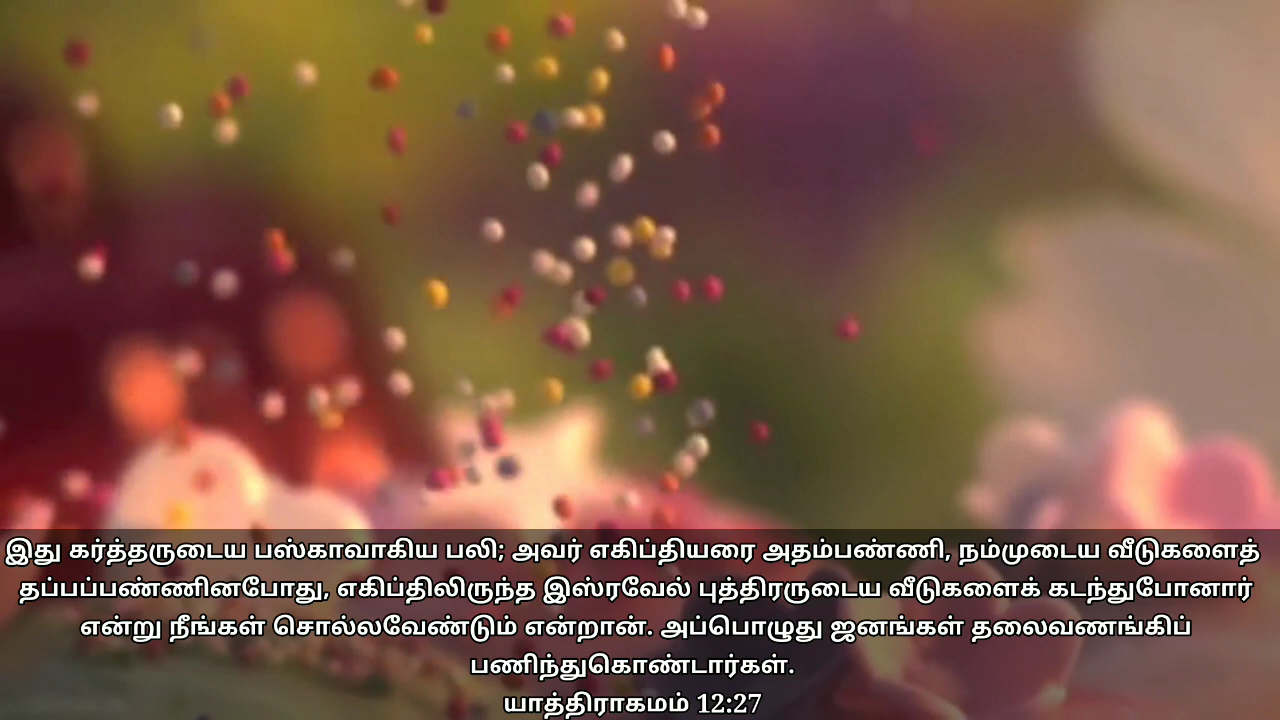 இது கர்த்தருடைய பஸ்காவாகிய பலி; அவர் எகிப்தியரை அதம்பண்ணி, நம்முடைய வீடுகளைத்
தப்பப்பண்ணினபோது, எகிப்திலிருந்த இஸ்ரவேல் புத்திரருடைய வீடுகளைக் கடந்துபோனார்
என்று நீங்கள் சொல்லவேண்டும் என்றான். அப்பொழுது ஜனங்கள் தலைவணங்கிப்
பணிந்துகொண்டார்கள்.
யாத்திராகமம் 12:27